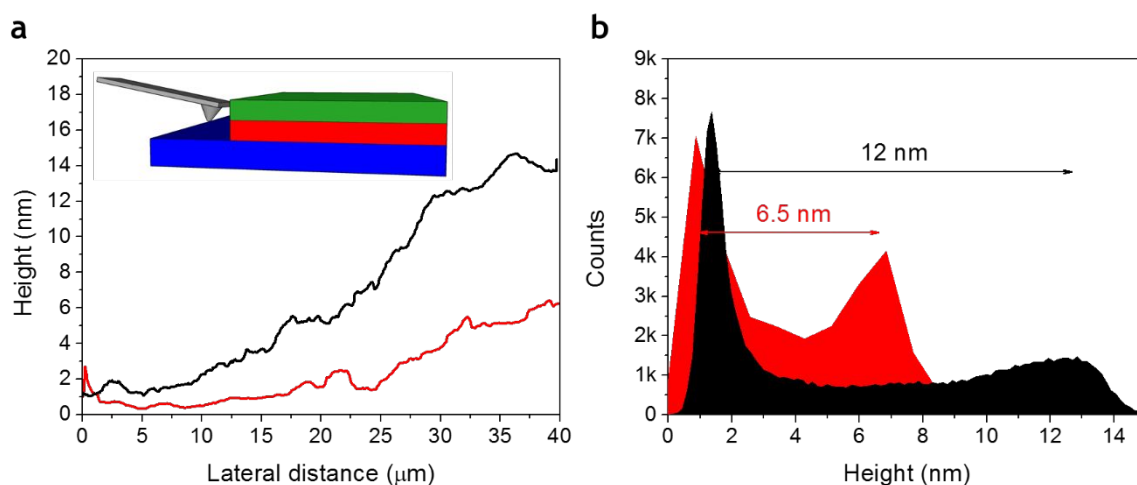 a
20
18
16
14
12
10
8
6
4
2
0
Height (nm)
0 5 10 15 20 25 30 35 40
Lateral distance (μm)
b
9k
8k
7k
6k
5k
4k
3k
2k
1k
0
Counts
12 nm
6.5 nm
0 2 4 6 8 10 12 14
Height (nm)